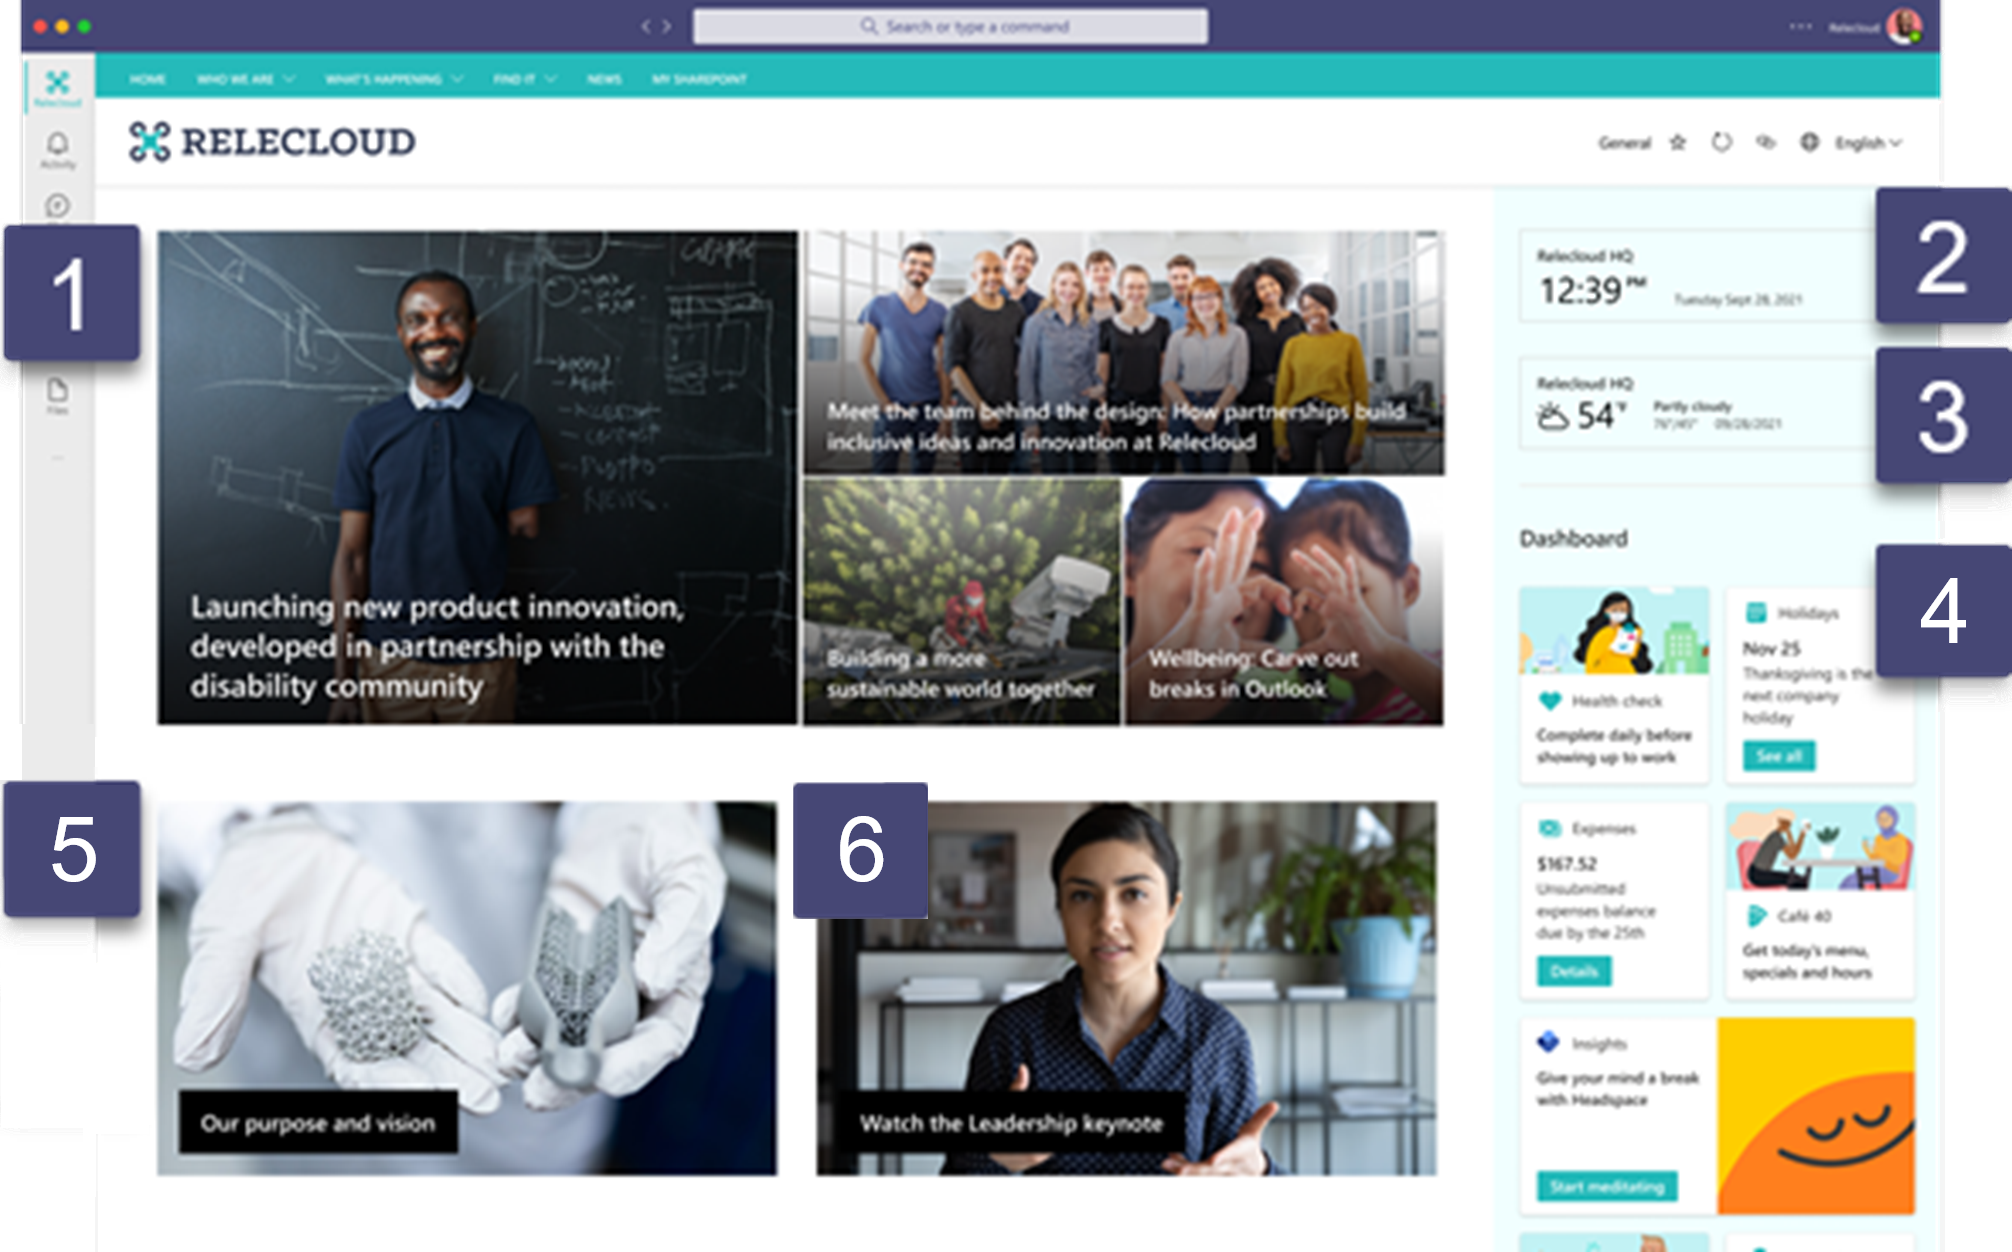 Search or type a command
Relecloud
Relecloud
HOME
WHO WE ARE
WHAT'S HAPPENING
FIND IT
NEWS
MY SHAREPOINT
RELECLOUD
General
English
Activity
Files
1
2
3
4
5
6
Launching new product innovation,
developed in partnership with the
disability community
Meet the team behind the design: How partnerships build
inclusive ideas and innovation at Relecloud
Building a more
sustainable world together
Wellbeing: Carve out
breaks in Outlook
Our purpose and vision
Watch the Leadership keynote
Relecloud HQ
12:39 PM
Tuesday Sept 28, 2021
Relecloud HQ
54 °F
Partly cloudy
76°/45° 09/28/2021
Dashboard
Health check
Complete daily before
showing up to work
Holidays
Nov 25
Thanksgiving is the
next company
holiday
See all
Expenses
$167.52
Unsubmitted
expenses balance
due by the 25th
Details
Café 40
Get today's menu,
specials and hours
Insights
Give your mind a break
with Headspace
Start meditating